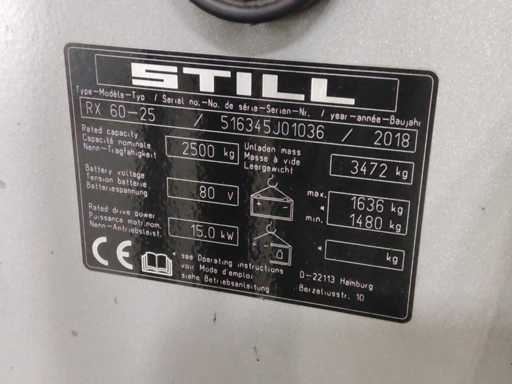 STILL
Type-Modèle-Typ / Serial no.-No. de série-Serien-Nr. / year-année-Baujahr
RX 60-25 / 516345J01036 / 2018
Rated capacity
Capacité nominale
Nenn-Tragfähigkeit
2500 kg
Unladen mass
Masse à vide
Leergewicht
3472 kg
Battery voltage
Tension batterie
Batteriespannung
80 V
max.
1636 kg
min.
1480 kg
Rated drive power
Puissance motri.nom.
Nenn-Antriebsleist.
15.0 kW
* kg
CE
* see Operating instructions
voir Mode d'emploi
siehe Betriebsanleitung
D-22113 Hamburg
Berzeliusstr. 10